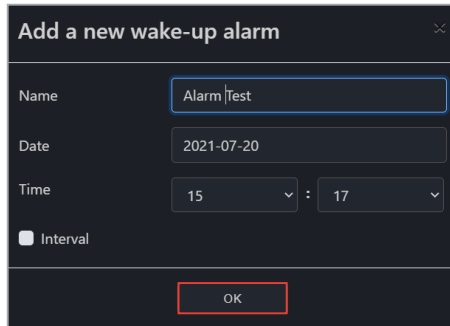 Add a new wake-up alarm
Name
Alarm Test
Date
2021-07-20
Time
15 : 17
Interval
OK